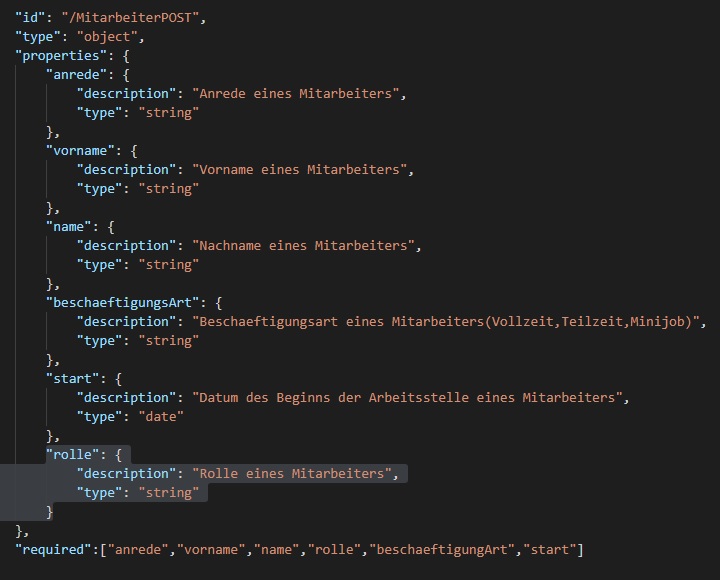 "id": "/MitarbeiterPOST",
"type": "object",
"properties": {
"anrede": {
"description": "Anrede eines Mitarbeiters",
"type": "string"
},
"vorname": {
"description": "Vorname eines Mitarbeiters",
"type": "string"
},
"name": {
"description": "Nachname eines Mitarbeiters",
"type": "string"
},
"beschaeftigungsArt": {
"description": "Beschaeftigungsart eines Mitarbeiters(Vollzeit,Teilzeit,Minijob)",
"type": "string"
},
"start": {
"description": "Datum des Beginns der Arbeitsstelle eines Mitarbeiters",
"type": "date"
},
"rolle": {
"description": "Rolle eines Mitarbeiters",
"type": "string"
}
},
"required":["anrede","vorname","name","rolle","beschaeftigungArt","start"]